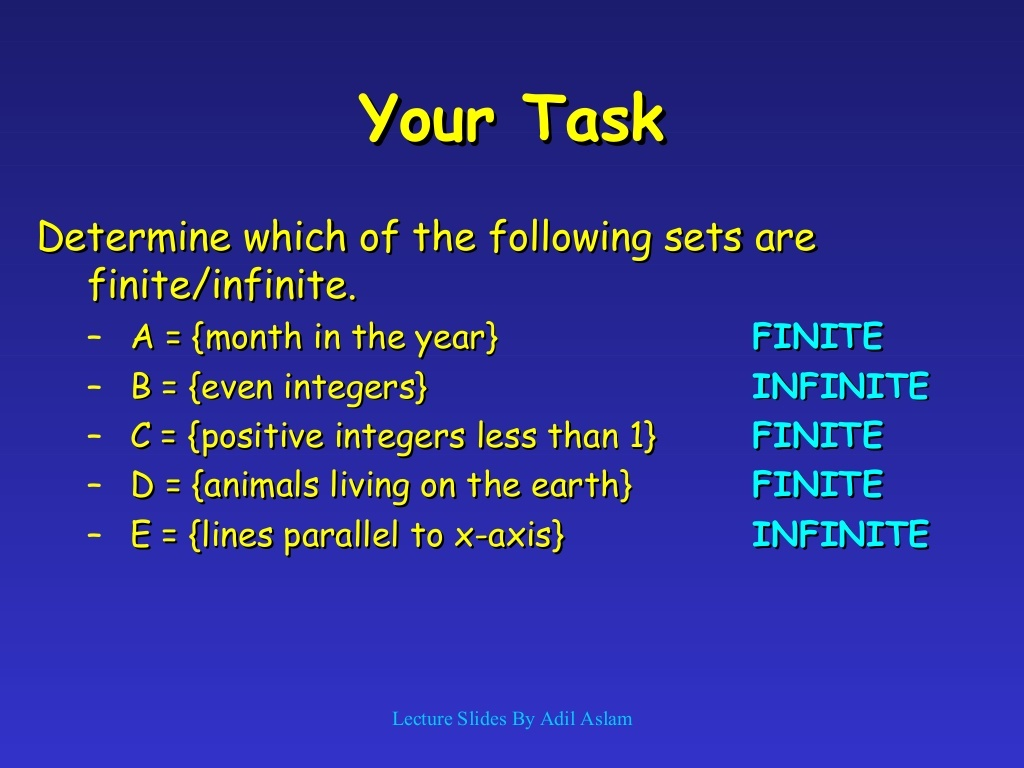 Your Task
Determine which of the following sets are
finite/infinite.
– A = {month in the year} FINITE
– B = {even integers} INFINITE
– C = {positive integers less than 1} FINITE
– D = {animals living on the earth} FINITE
– E = {lines parallel to x-axis} INFINITE
Lecture Slides By Adil Aslam